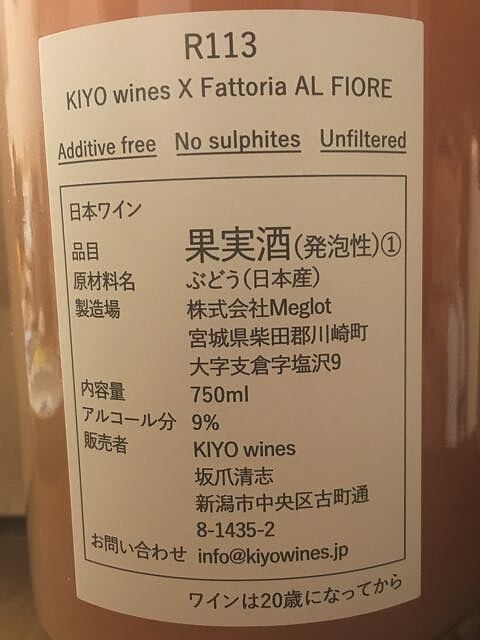 R113
KIYO wines X Fattoria AL FIORE
Additive free No sulphites Unfiltered
日本ワイン
品目 果実酒(発泡性)①
原材料名 ぶどう(日本産)
製造場 株式会社Meglot
宮城県柴田郡川崎町
大字支倉字塩沢9
内容量 750ml
アルコール分 9%
販売者 KIYO wines
坂爪清志
新潟市中央区古町通
8-1435-2
お問い合わせ info@kiyowines.jp
ワインは20歳になってから